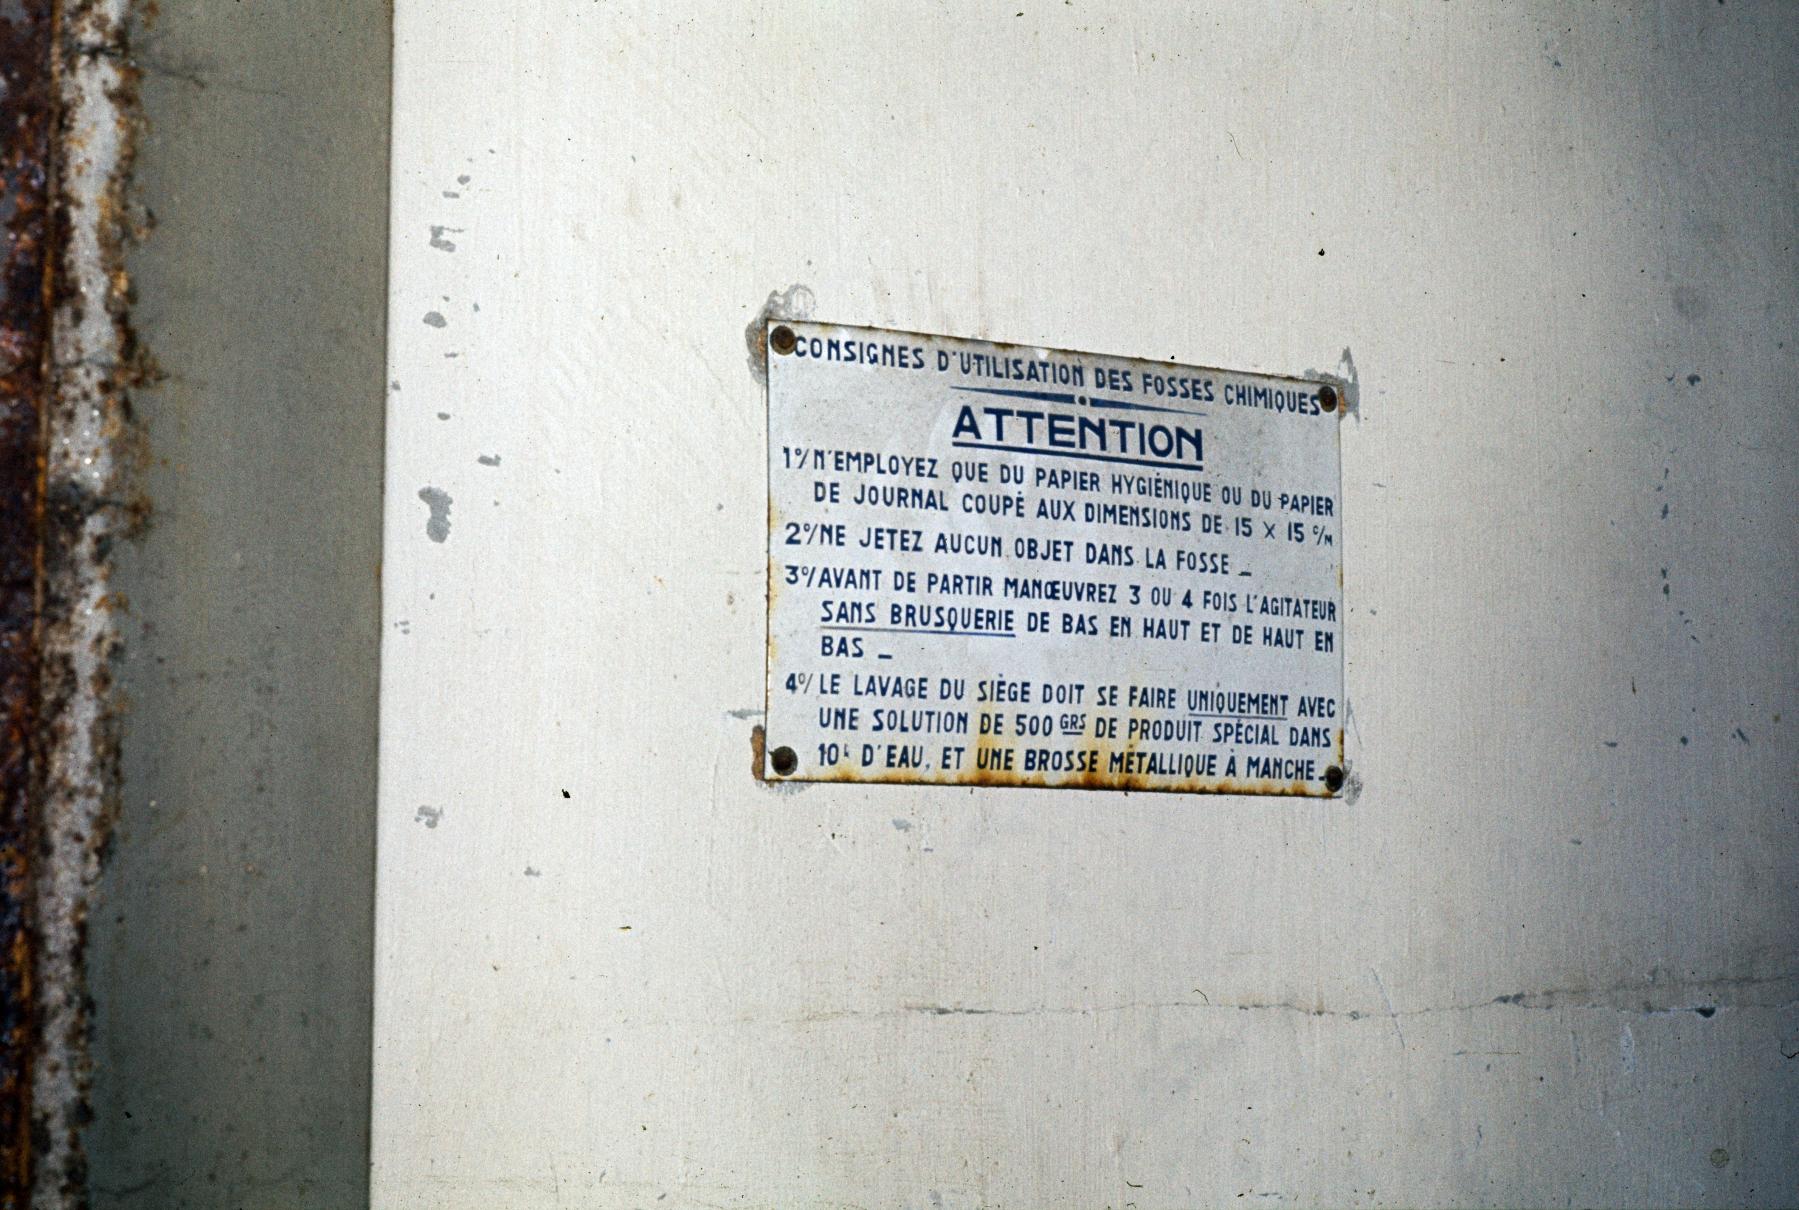 CONSIGNES D'UTILISATION DES FOSSES CHIMIQUES
ATTENTION
1°/ N'EMPLOYEZ QUE DU PAPIER HYGIÉNIQUE OU DU PAPIER
DE JOURNAL COUPÉ AUX DIMENSIONS DE 15 X 15 c/m
2°/ NE JETEZ AUCUN OBJET DANS LA FOSSE _
3°/ AVANT DE PARTIR MANŒUVREZ 3 OU 4 FOIS L'AGITATEUR
SANS BRUSQUERIE DE BAS EN HAUT ET DE HAUT EN
BAS _
4°/ LE LAVAGE DU SIÈGE DOIT SE FAIRE UNIQUEMENT AVEC
UNE SOLUTION DE 500 GRS DE PRODUIT SPÉCIAL DANS
10L D'EAU, ET UNE BROSSE MÉTALLIQUE À MANCHE_